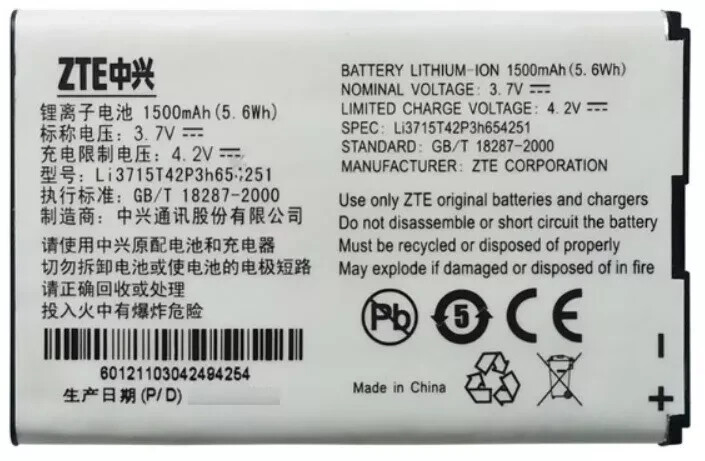 ZTE中兴
锂离子电池 1500mAh(5.6Wh)
标称电压: 3.7V
充电限制电压: 4.2V
型号: Li3715T42P3h654251
执行标准: GB/T 18287-2000
制造商: 中兴通讯股份有限公司
请使用中兴原配电池和充电器
切勿拆卸电池或使电池的电极短路
请正确回收或处理
投入火中有爆炸危险
60121103042494254
生产日期(P/D)
BATTERY LITHIUM-ION 1500mAh(5.6Wh)
NOMINAL VOLTAGE: 3.7V
LIMITED CHARGE VOLTAGE: 4.2V
SPEC: Li3715T42P3h654251
STANDARD: GB/T 18287-2000
MANUFACTURER: ZTE CORPORATION
Use only ZTE original batteries and chargers
Do not disassemble or short circuit the battery
Must be recycled or disposed of properly
May explode if damaged or disposed of in fire
Pb 5 CE
Made in China
-
+